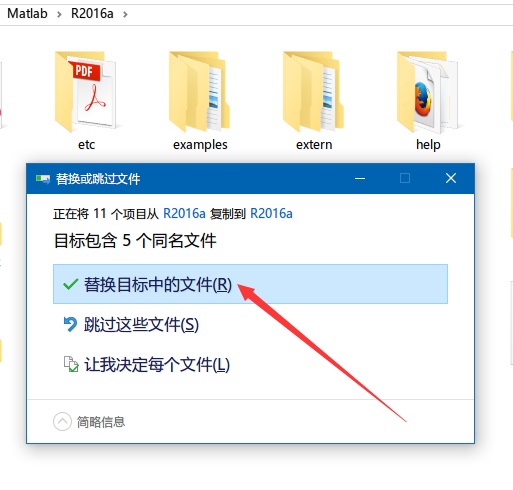 Matlab > R2016a >
PDF
etc
examples
extern
help
替换或跳过文件
正在将 11 个项目从 R2016a 复制到 R2016a
目标包含 5 个同名文件
替换目标中的文件(R)
跳过这些文件(S)
让我决定每个文件(L)
简略信息